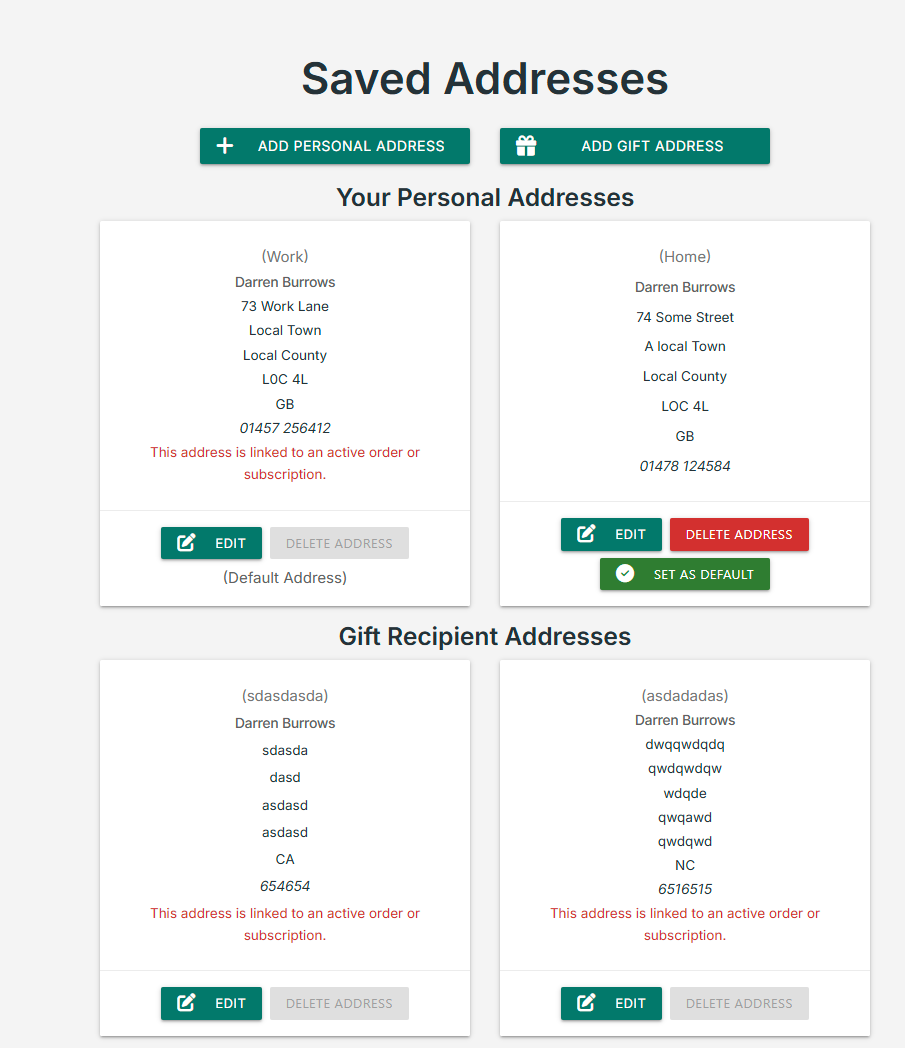 Saved Addresses
ADD PERSONAL ADDRESS
ADD GIFT ADDRESS
Your Personal Addresses
(Work)
Darren Burrows
73 Work Lane
Local Town
Local County
L0C 4L
GB
01457 256412
This address is linked to an active order or
subscription.
EDIT
DELETE ADDRESS
(Default Address)
(Home)
Darren Burrows
74 Some Street
A local Town
Local County
LOC 4L
GB
01478 124584
EDIT
DELETE ADDRESS
SET AS DEFAULT
Gift Recipient Addresses
(sdasdasda)
Darren Burrows
sdasda
dasd
asdasd
asdasd
CA
654654
This address is linked to an active order or
subscription.
EDIT
DELETE ADDRESS
(asdadadas)
Darren Burrows
dwqqwdqdq
qwdqwdqw
wdqde
qwqawd
qwdqwd
NC
6516515
This address is linked to an active order or
subscription.
EDIT
DELETE ADDRESS